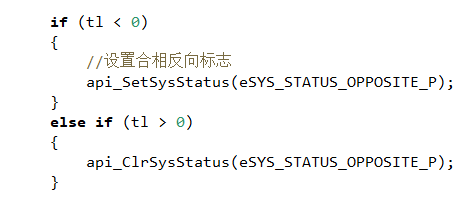 if (tl < 0)
{
//设置合相反向标志
api_SetSysStatus(eSYS_STATUS_OPPOSITE_P);
}
else if (tl > 0)
{
api_ClrSysStatus(eSYS_STATUS_OPPOSITE_P);
}